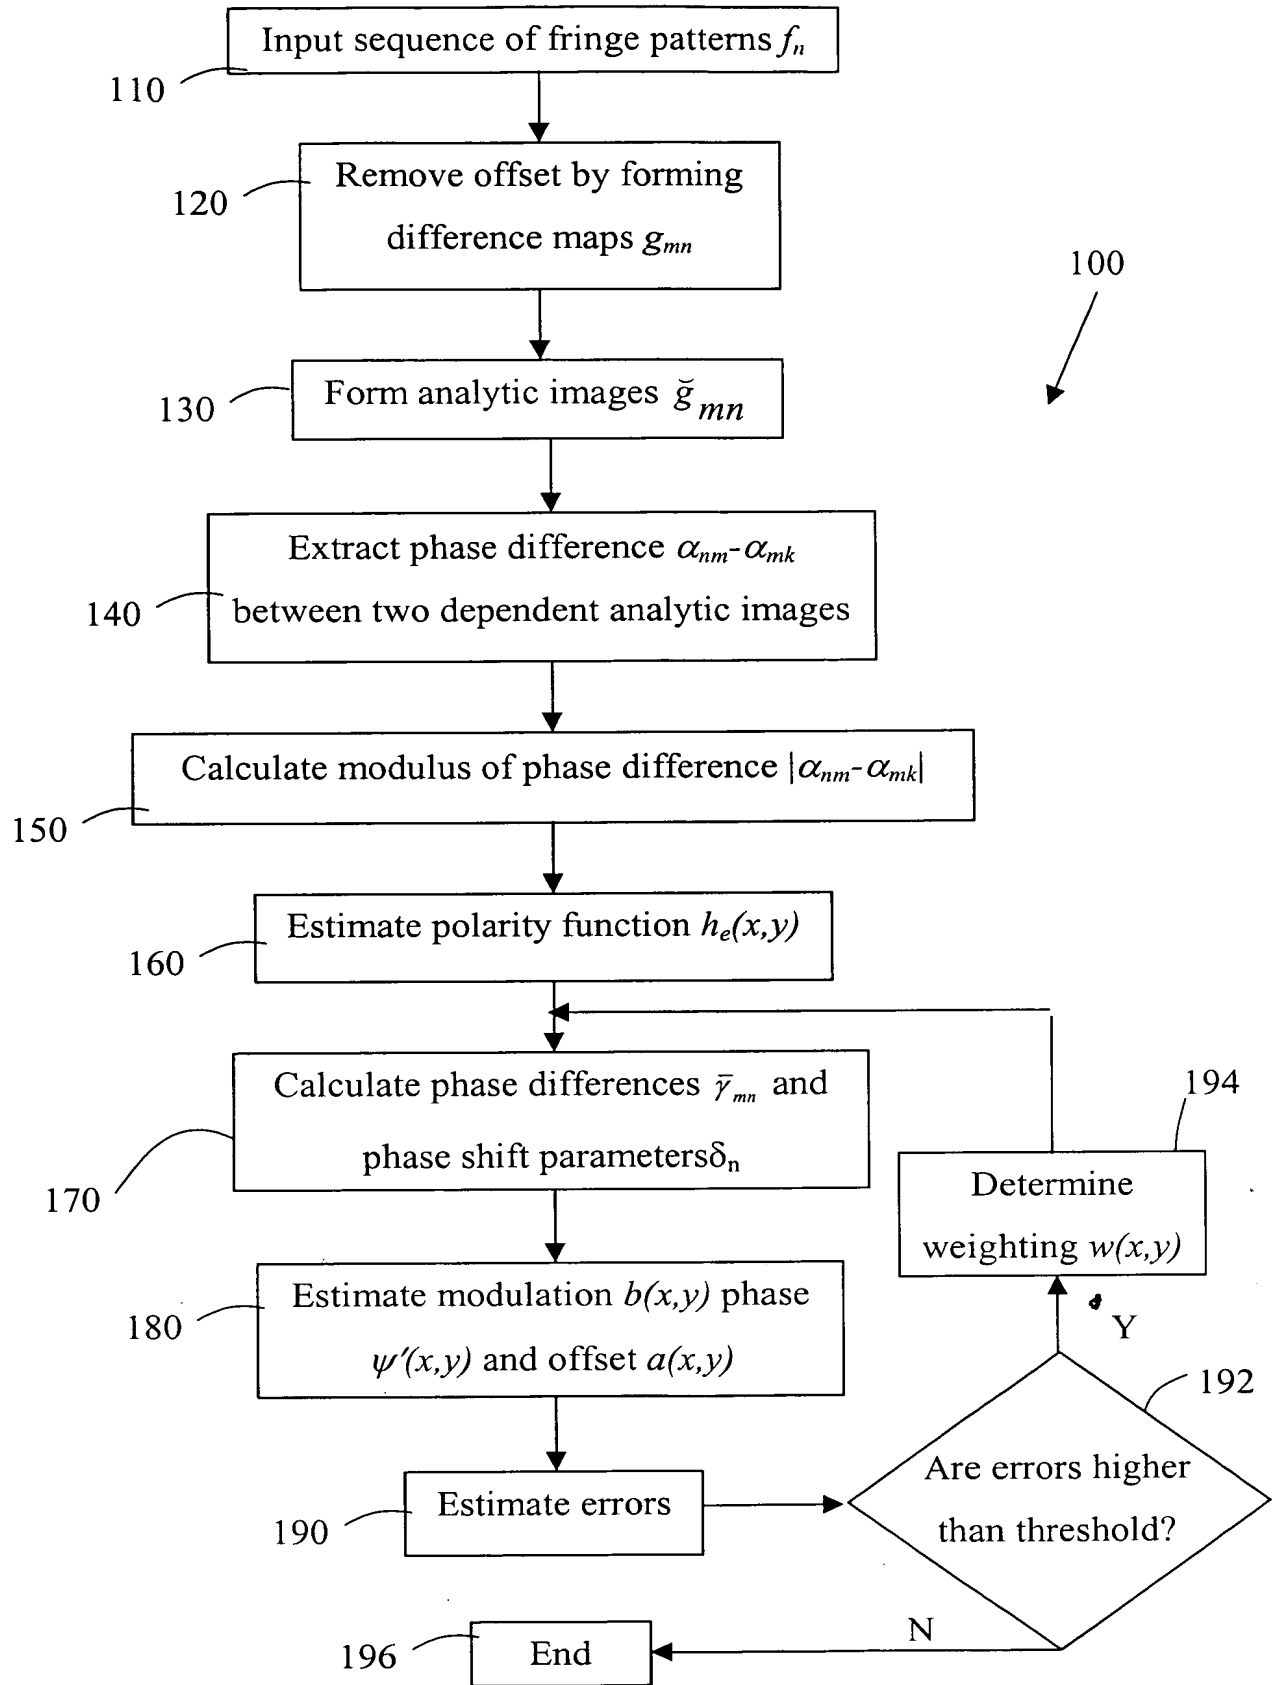 Input sequence of fringe patterns fₙ
110
Remove offset by forming
120
difference maps gₘₙ
100
Form analytic images ğₘₙ
130
Extract phase difference αₙₘ-αₘₖ
140
between two dependent analytic images
Calculate modulus of phase difference |αₙₘ-αₘₖ|
150
Estimate polarity function hₑ(x,y)
160
Calculate phase differences γ̄ₘₙ and
phase shift parametersδₙ
170
194
Determine
weighting w(x,y)
Estimate modulation b(x,y) phase
180
ψ'(x,y) and offset a(x,y)
Y
192
Are errors higher
than threshold?
Estimate errors
190
N
End
196